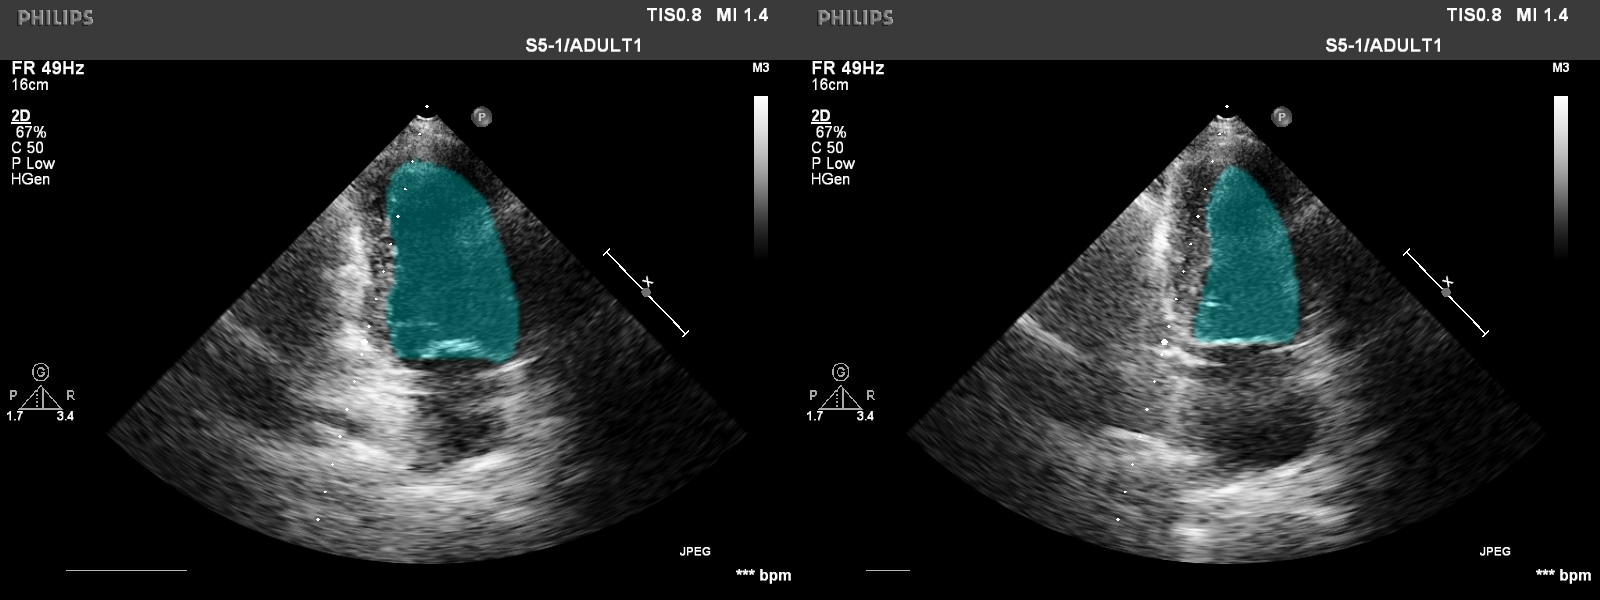 PHILIPS
TIS0.8 MI 1.4
S5-1/ADULT1
FR 49Hz
16cm
M3
2D
67%
C 50
P Low
HGen
P
X
G
P R
1.7 3.4
JPEG
*** bpm
PHILIPS
TIS0.8 MI 1.4
S5-1/ADULT1
FR 49Hz
16cm
M3
2D
67%
C 50
P Low
HGen
P
X
G
P R
1.7 3.4
JPEG
*** bpm